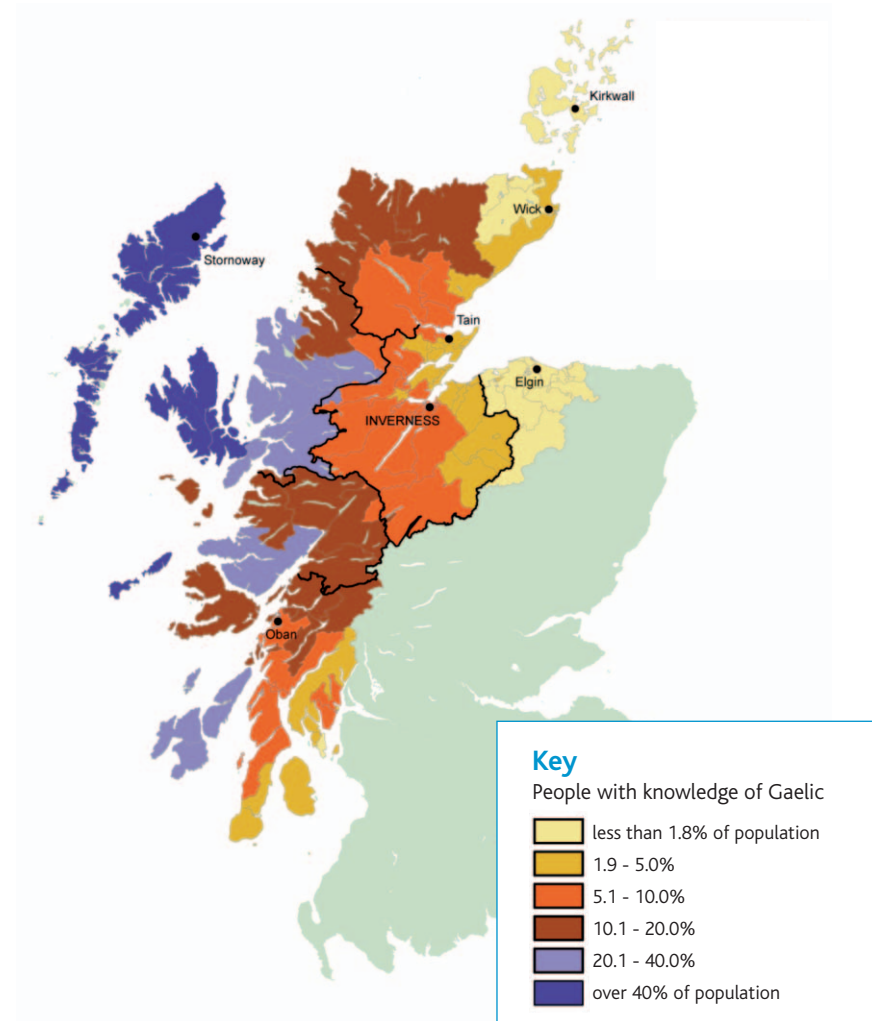 Kirkwall
Wick
Stornoway
Tain
Elgin
INVERNESS
Oban
Key
People with knowledge of Gaelic
less than 1.8% of population
1.9 - 5.0%
5.1 - 10.0%
10.1 - 20.0%
20.1 - 40.0%
over 40% of population